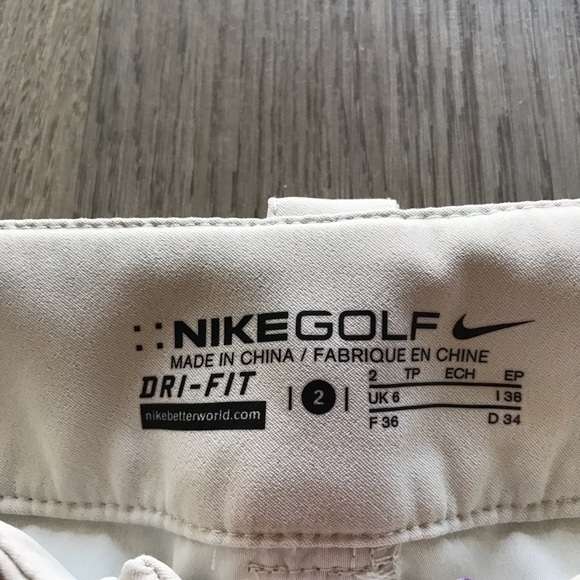 ::NIKEGOLF
MADE IN CHINA / FABRIQUE EN CHINE
DRI-FIT
nikebetterworld.com
| 2 |
2 TP ECH EP
UK 6 I 38
F 36 D 34